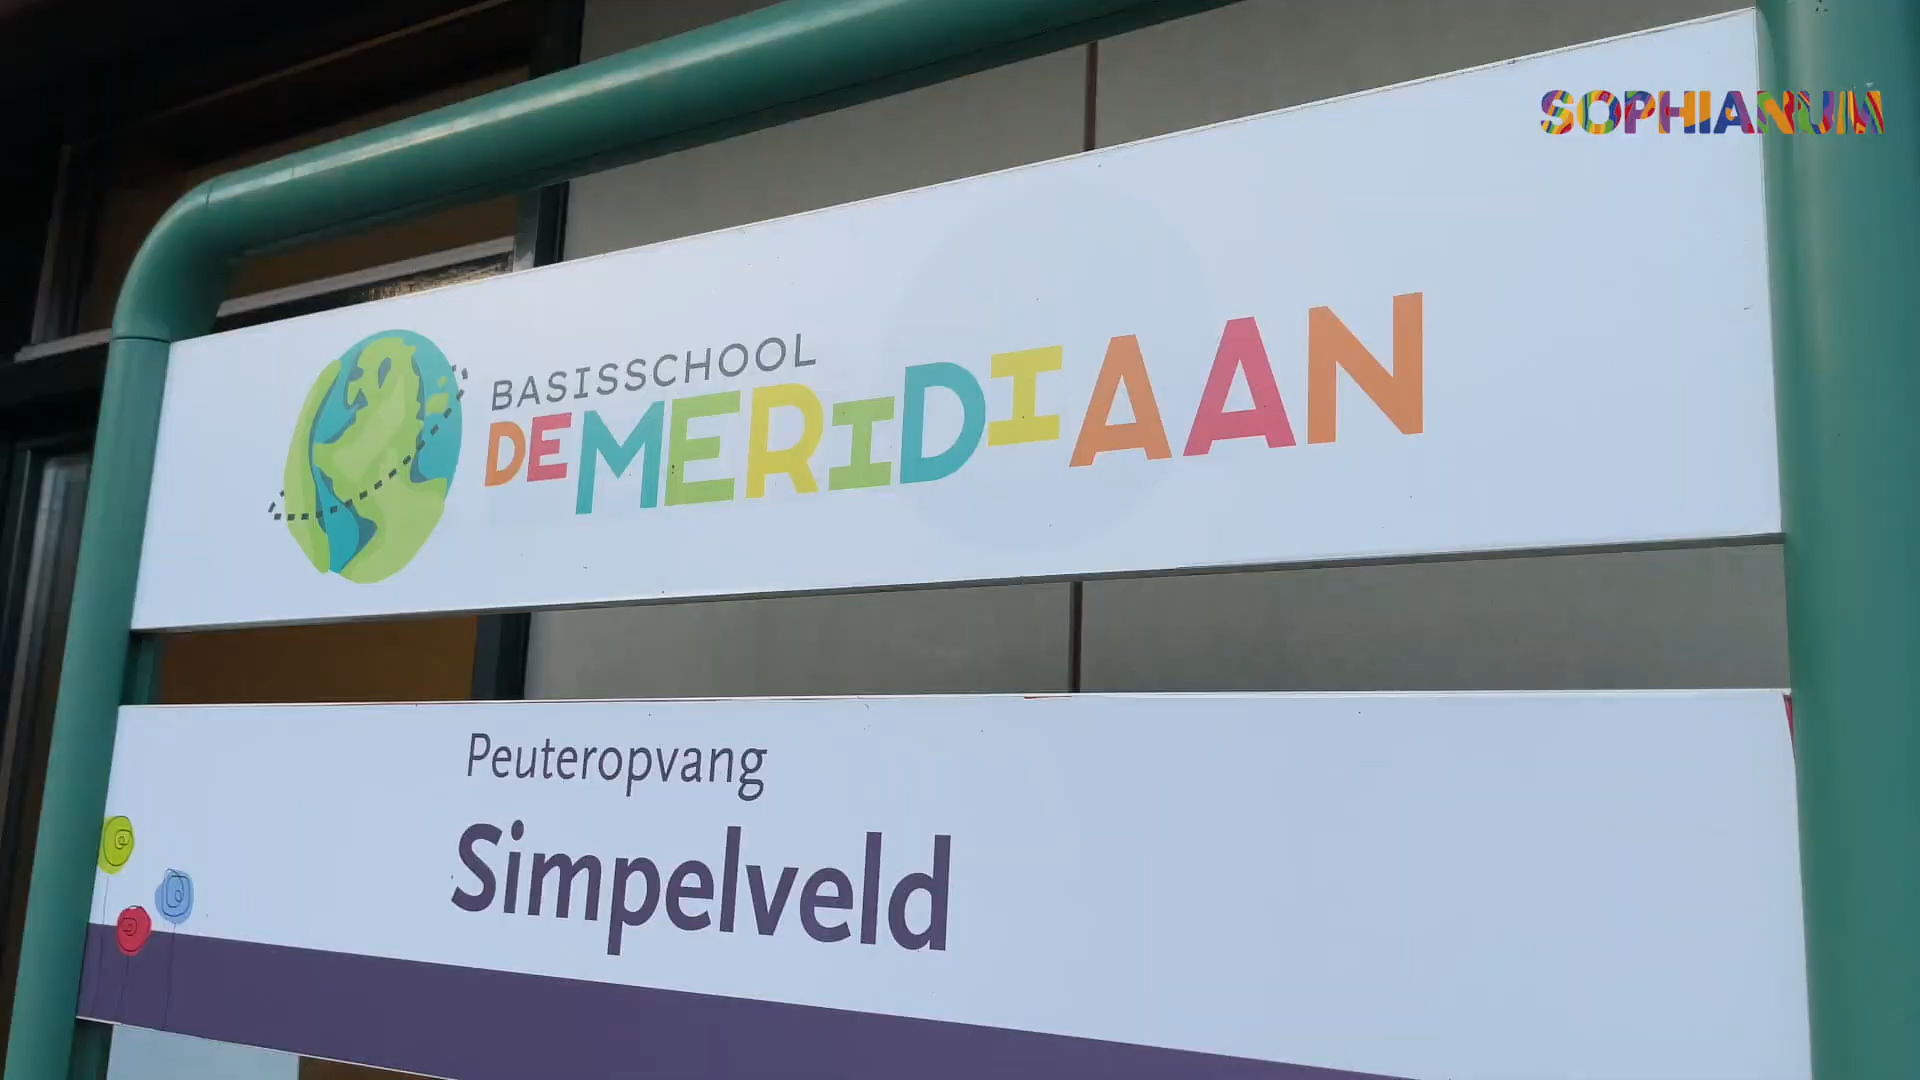 SOPHIANUM
BASISSCHOOL
DE MERIDIAAN
Peuteropvang
Simpelveld